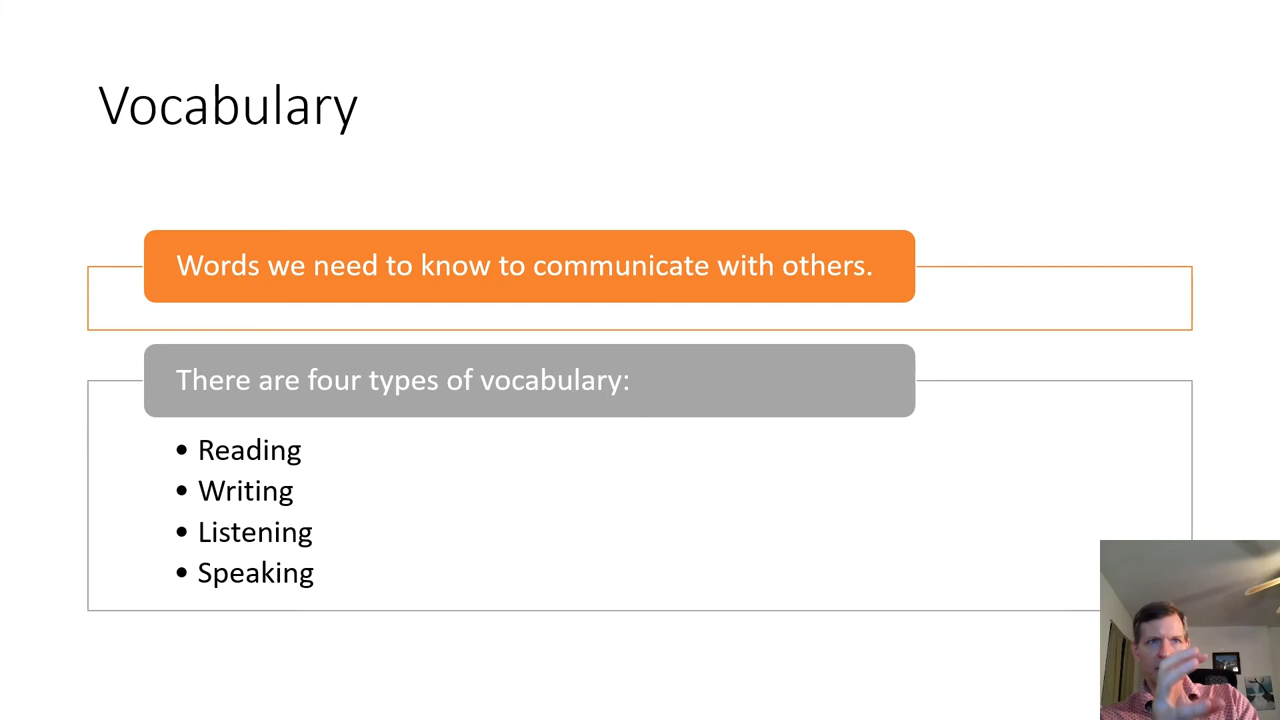 Vocabulary
Words we need to know to communicate with others.
There are four types of vocabulary:
• Reading
• Writing
• Listening
• Speaking